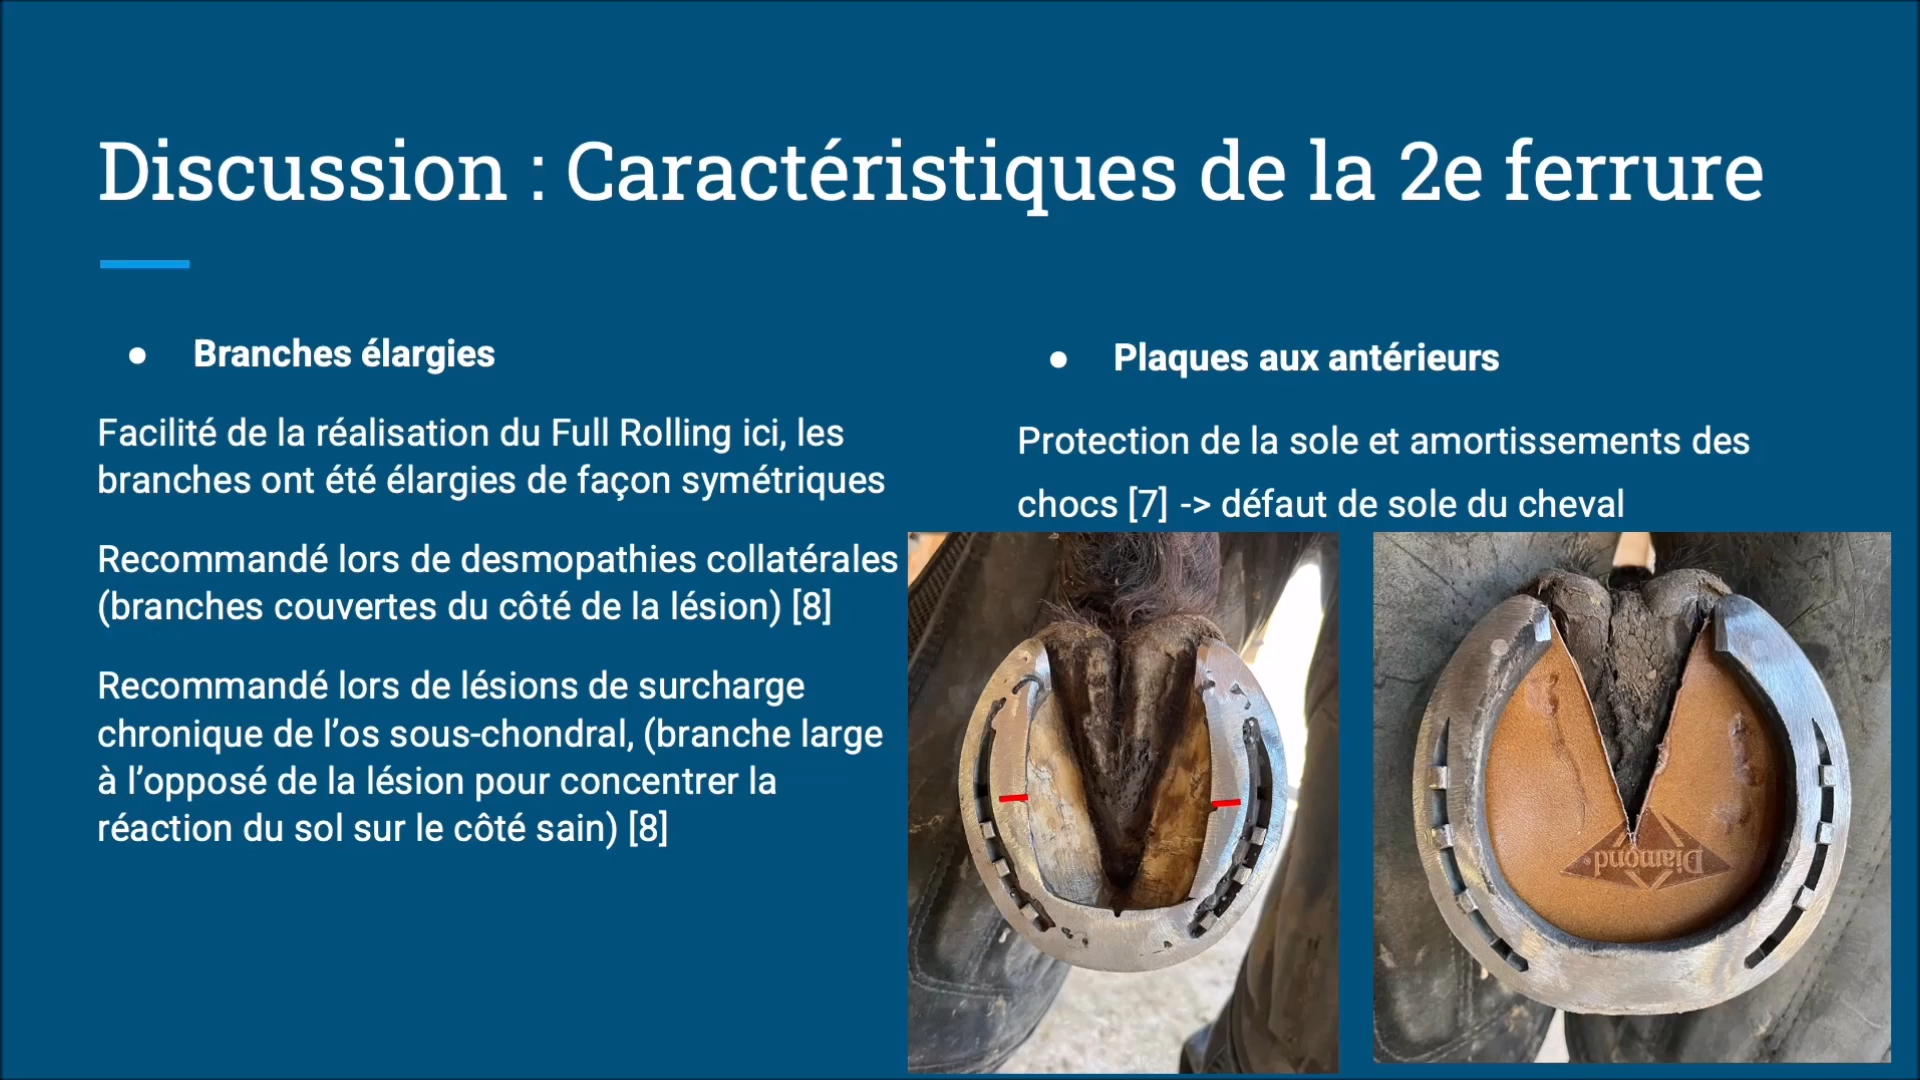 Discussion : Caractéristiques de la 2e ferrure
● Branches élargies
Facilité de la réalisation du Full Rolling ici, les
branches ont été élargies de façon symétriques
Recommandé lors de desmopathies collatérales
(branches couvertes du côté de la lésion) [8]
Recommandé lors de lésions de surcharge
chronique de l’os sous-chondral, (branche large
à l’opposé de la lésion pour concentrer la
réaction du sol sur le côté sain) [8]
● Plaques aux antérieurs
Protection de la sole et amortissements des
chocs [7] -> défaut de sole du cheval
Diamond